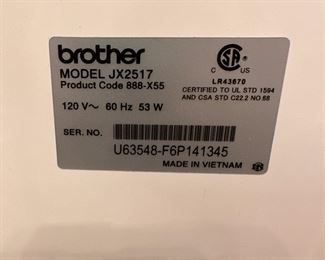 brother
MODEL JX2517
Product Code 888-X55
120 V~ 60 Hz 53 W
SER. NO.
U63548-F6P141345
MADE IN VIETNAM
C US
LR43670
CERTIFIED TO UL STD 1594
AND CSA STD C22.2 NO 68